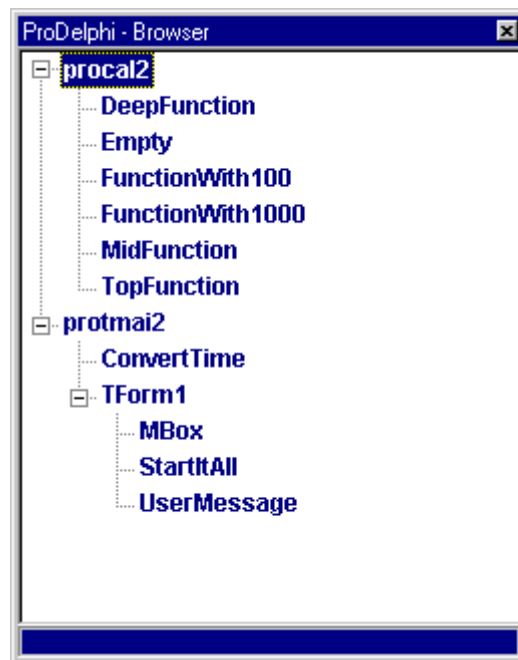 ProDelphi - Browser
procal2
DeepFunction
Empty
FunctionWith100
FunctionWith1000
MidFunction
TopFunction
protmai2
ConvertTime
TForm1
MBox
StartItAll
UserMessage